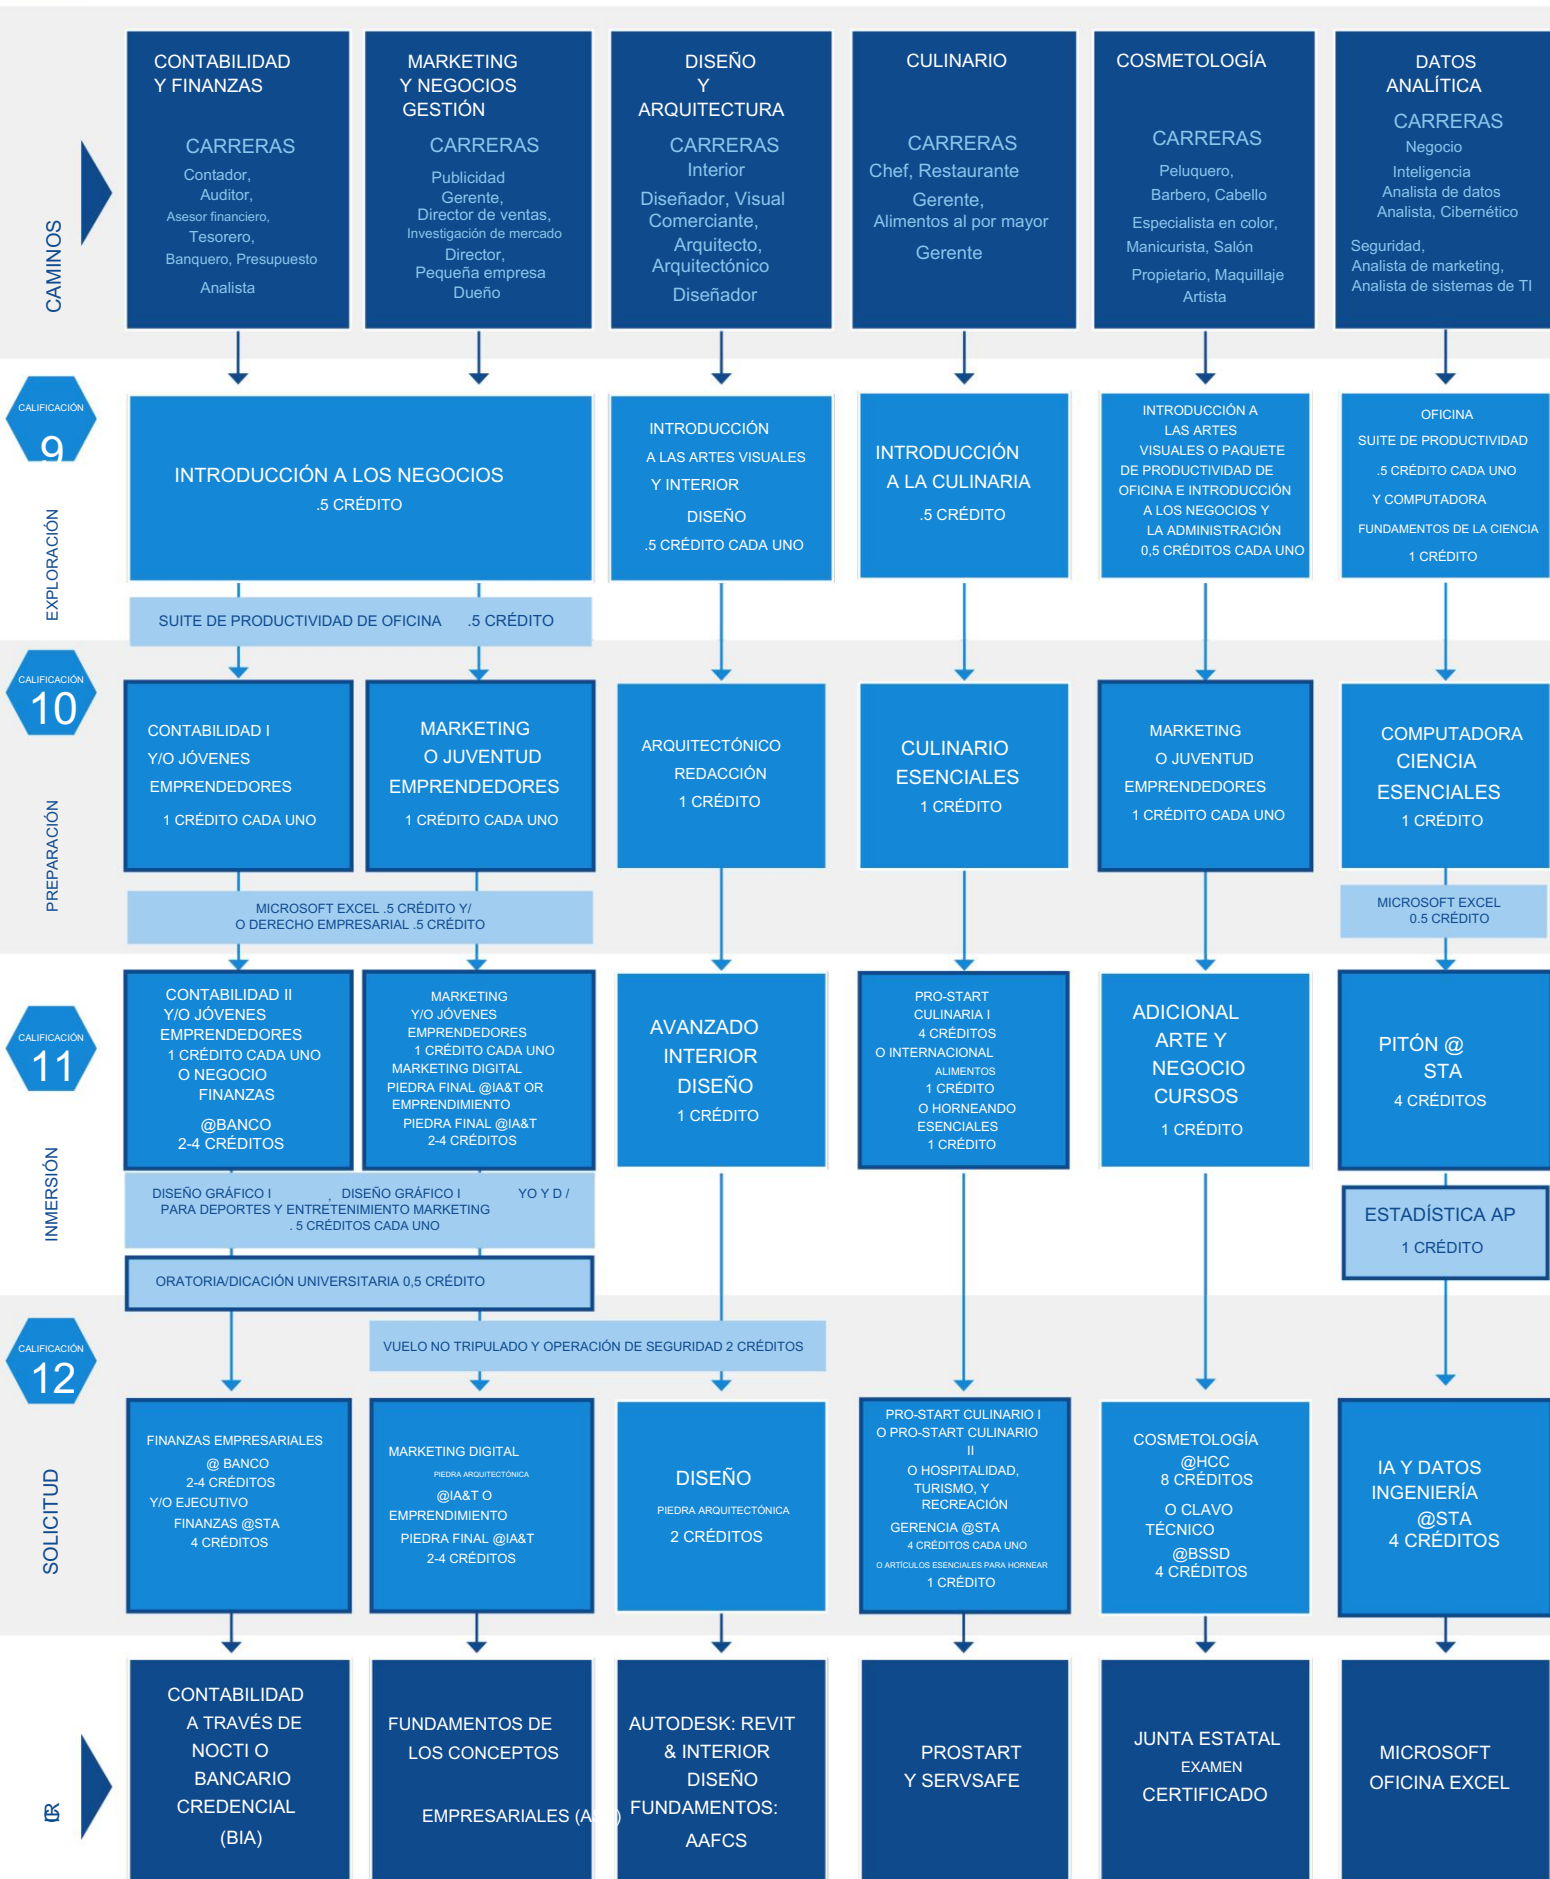 CAMINOS
CONTABILIDAD
Y FINANZAS
CARRERAS
Contador,
Auditor,
Asesor financiero,
Tesorero,
Banquero, Presupuesto
Analista
MARKETING
Y NEGOCIOS
GESTIÓN
CARRERAS
Publicidad
Gerente,
Director de ventas,
Investigación de mercado
Director,
Pequeña empresa
Dueño
DISEÑO
Y
ARQUITECTURA
CARRERAS
Interior
Diseñador, Visual
Comerciante,
Arquitecto,
Arquitectónico
Diseñador
CULINARIO
CARRERAS
Chef, Restaurante
Gerente,
Alimentos al por mayor
Gerente
COSMETOLOGÍA
CARRERAS
Peluquero,
Barbero, Cabello
Especialista en color,
Manicurista, Salón
Propietario, Maquillaje
Artista
DATOS
ANALÍTICA
CARRERAS
Negocio
Inteligencia
Analista de datos
Analista, Cibernético
Seguridad,
Analista de marketing,
Analista de sistemas de TI
CALIFICACIÓN
9
EXPLORACIÓN
INTRODUCCIÓN A LOS NEGOCIOS
.5 CRÉDITO
INTRODUCCIÓN
A LAS ARTES VISUALES
Y INTERIOR
DISEÑO
.5 CRÉDITO CADA UNO
INTRODUCCIÓN
A LA CULINARIA
.5 CRÉDITO
INTRODUCCIÓN A
LAS ARTES
VISUALES O PAQUETE
DE PRODUCTIVIDAD DE
OFICINA E INTRODUCCIÓN
A LOS NEGOCIOS Y
LA ADMINISTRACIÓN
0,5 CRÉDITOS CADA UNO
OFICINA
SUITE DE PRODUCTIVIDAD
.5 CRÉDITO CADA UNO
Y COMPUTADORA
FUNDAMENTOS DE LA CIENCIA
1 CRÉDITO
SUITE DE PRODUCTIVIDAD DE OFICINA .5 CRÉDITO
CALIFICACIÓN
10
PREPARACIÓN
CONTABILIDAD I
Y/O JÓVENES
EMPRENDEDORES
1 CRÉDITO CADA UNO
MARKETING
O JUVENTUD
EMPRENDEDORES
1 CRÉDITO CADA UNO
ARQUITECTÓNICO
REDACCIÓN
1 CRÉDITO
CULINARIO
ESENCIALES
1 CRÉDITO
MARKETING
O JUVENTUD
EMPRENDEDORES
1 CRÉDITO CADA UNO
COMPUTADORA
CIENCIA
ESENCIALES
1 CRÉDITO
MICROSOFT EXCEL .5 CRÉDITO Y/
O DERECHO EMPRESARIAL .5 CRÉDITO
MICROSOFT EXCEL
0.5 CRÉDITO
CALIFICACIÓN
11
INMERSIÓN
CONTABILIDAD II
Y/O JÓVENES
EMPRENDEDORES
1 CRÉDITO CADA UNO
O NEGOCIO
FINANZAS
@BANCO
2-4 CRÉDITOS
MARKETING
Y/O JÓVENES
EMPRENDEDORES
1 CRÉDITO CADA UNO
MARKETING DIGITAL
PIEDRA FINAL @IA&T OR
EMPRENDIMIENTO
PIEDRA FINAL @IA&T
2-4 CRÉDITOS
AVANZADO
INTERIOR
DISEÑO
1 CRÉDITO
PRO-START
CULINARIA I
4 CRÉDITOS
O INTERNACIONAL
ALIMENTOS
1 CRÉDITO
O HORNEANDO
ESENCIALES
1 CRÉDITO
ADICIONAL
ARTE Y
NEGOCIO
CURSOS
1 CRÉDITO
PITÓN @
STA
4 CRÉDITOS
DISEÑO GRÁFICO I , DISEÑO GRÁFICO I YO Y D /
PARA DEPORTES Y ENTRETENIMIENTO MARKETING
. 5 CRÉDITOS CADA UNO
ESTADÍSTICA AP
1 CRÉDITO
ORATORIA/DICACIÓN UNIVERSITARIA 0,5 CRÉDITO
CALIFICACIÓN
12
SOLICITUD
VUELO NO TRIPULADO Y OPERACIÓN DE SEGURIDAD 2 CRÉDITOS
FINANZAS EMPRESARIALES
@ BANCO
2-4 CRÉDITOS
Y/O EJECUTIVO
FINANZAS @STA
4 CRÉDITOS
MARKETING DIGITAL
PIEDRA ARQUITECTÓNICA
@IA&T O
EMPRENDIMIENTO
PIEDRA FINAL @IA&T
2-4 CRÉDITOS
DISEÑO
PIEDRA ARQUITECTÓNICA
2 CRÉDITOS
PRO-START CULINARIO I
O PRO-START CULINARIO
II
O HOSPITALIDAD,
TURISMO, Y
RECREACIÓN
GERENCIA @STA
4 CRÉDITOS CADA UNO
O ARTÍCULOS ESENCIALES PARA HORNEAR
1 CRÉDITO
COSMETOLOGÍA
@HCC
8 CRÉDITOS
O CLAVO
TÉCNICO
@BSSD
4 CRÉDITOS
IA Y DATOS
INGENIERÍA
@STA
4 CRÉDITOS
CONTABILIDAD
A TRAVÉS DE
NOCTI O
BANCARIO
CREDENCIAL
(BIA)
FUNDAMENTOS DE
LOS CONCEPTOS
EMPRESARIALES
AUTODESK: REVIT
& INTERIOR
DISEÑO
FUNDAMENTOS:
AAFCS
PROSTART
Y SERVSAFE
JUNTA ESTATAL
EXAMEN
CERTIFICADO
MICROSOFT
OFICINA EXCEL